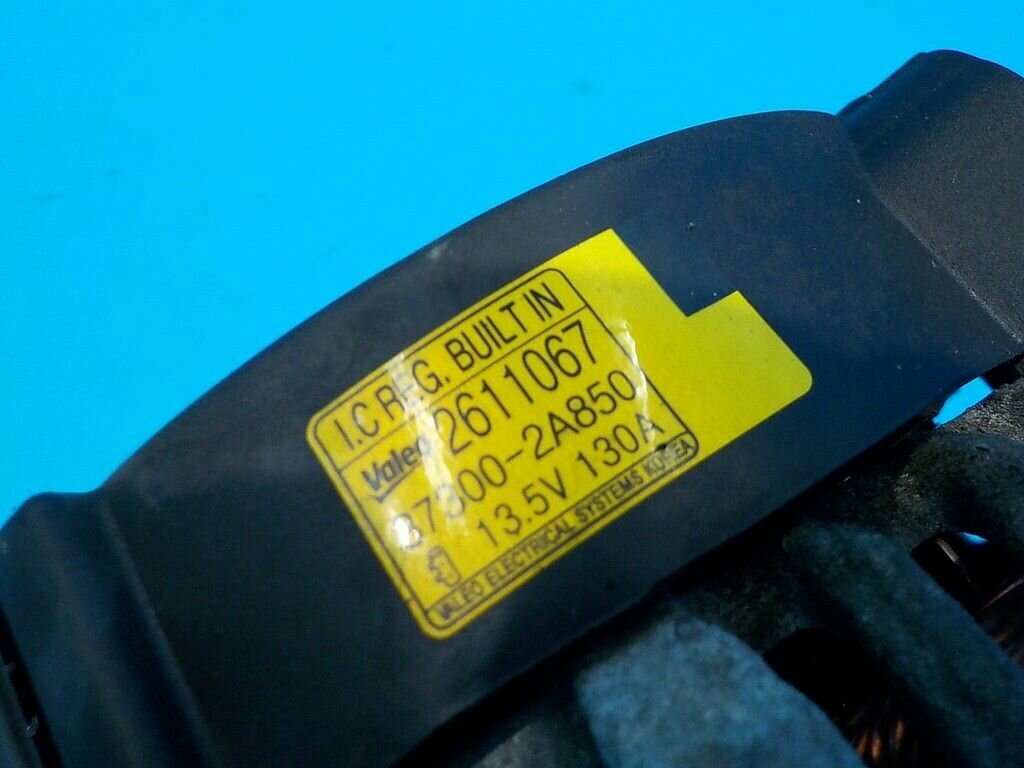 I.C REG. BUILT IN
Valeo 2611067
37300-2A850
13.5V 130A
VALEO ELECTRICAL SYSTEMS KOREA